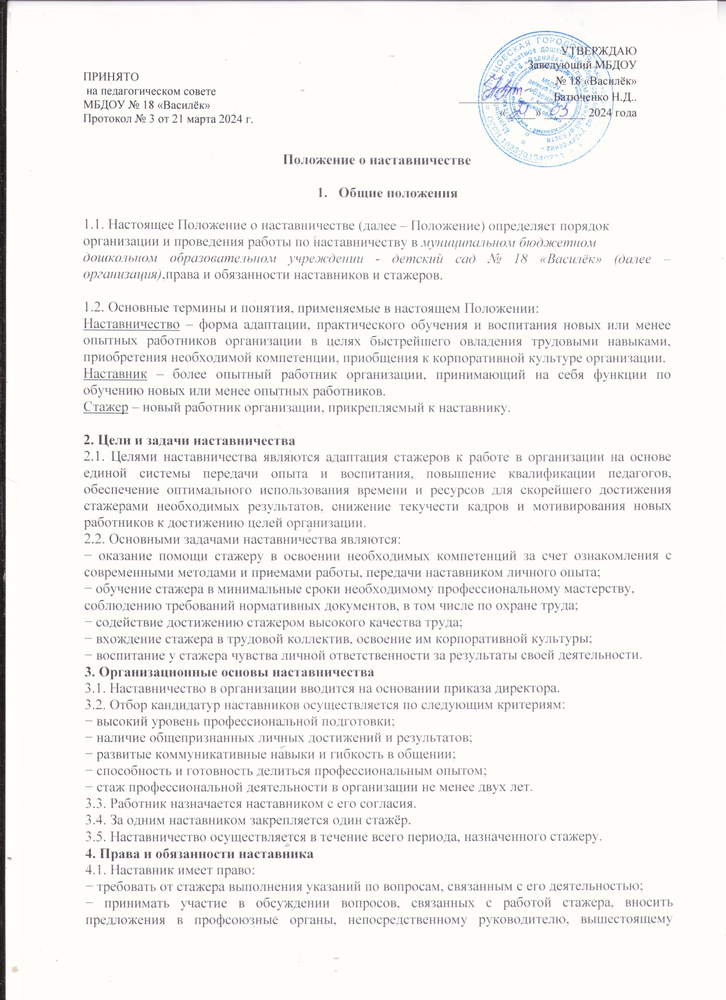 УТВЕРЖДАЮ
Заведующий МБДОУ
№ 18 «Василёк»
Батюченко Н.Д..
«21» 03 2024 года
ПРИНЯТО
на педагогическом совете
МБДОУ № 18 «Василёк»
Протокол № 3 от 21 марта 2024 г.
ОГРН 1023201340733
МБДОУ –
детский сад
«Василёк»
г. Клинцы
Брянской области
Положение о наставничестве
1. Общие положения
1.1. Настоящее Положение о наставничестве (далее – Положение) определяет порядок
организации и проведения работы по наставничеству в муниципальном бюджетном
дошкольном образовательном учреждении - детский сад № 18 «Василёк» (далее –
организация),права и обязанности наставников и стажеров.
1.2. Основные термины и понятия, применяемые в настоящем Положении:
Наставничество – форма адаптации, практического обучения и воспитания новых или менее
опытных работников организации в целях быстрейшего овладения трудовыми навыками,
приобретения необходимой компетенции, приобщения к корпоративной культуре организации.
Наставник – более опытный работник организации, принимающий на себя функции по
обучению новых или менее опытных работников.
Стажер – новый работник организации, прикрепляемый к наставнику.
2. Цели и задачи наставничества
2.1. Целями наставничества являются адаптация стажеров к работе в организации на основе
единой системы передачи опыта и воспитания, повышение квалификации педагогов,
обеспечение оптимального использования времени и ресурсов для скорейшего достижения
стажерами необходимых результатов, снижение текучести кадров и мотивирования новых
работников к достижению целей организации.
2.2. Основными задачами наставничества являются:
− оказание помощи стажеру в освоении необходимых компетенций за счет ознакомления с
современными методами и приемами работы, передачи наставником личного опыта;
− обучение стажера в минимальные сроки необходимому профессиональному мастерству,
соблюдению требований нормативных документов, в том числе по охране труда;
− содействие достижению стажером высокого качества труда;
− вхождение стажера в трудовой коллектив, освоение им корпоративной культуры;
− воспитание у стажера чувства личной ответственности за результаты своей деятельности.
3. Организационные основы наставничества
3.1. Наставничество в организации вводится на основании приказа директора.
3.2. Отбор кандидатур наставников осуществляется по следующим критериям:
− высокий уровень профессиональной подготовки;
− наличие общепризнанных личных достижений и результатов;
− развитые коммуникативные навыки и гибкость в общении;
− способность и готовность делиться профессиональным опытом;
− стаж профессиональной деятельности в организации не менее двух лет.
3.3. Работник назначается наставником с его согласия.
3.4. За одним наставником закрепляется один стажёр.
3.5. Наставничество осуществляется в течение всего периода, назначенного стажеру.
4. Права и обязанности наставника
4.1. Наставник имеет право:
− требовать от стажера выполнения указаний по вопросам, связанным с его деятельностью;
− принимать участие в обсуждении вопросов, связанных с работой стажера, вносить
предложения в профсоюзные органы, непосредственному руководителю, вышестоящему